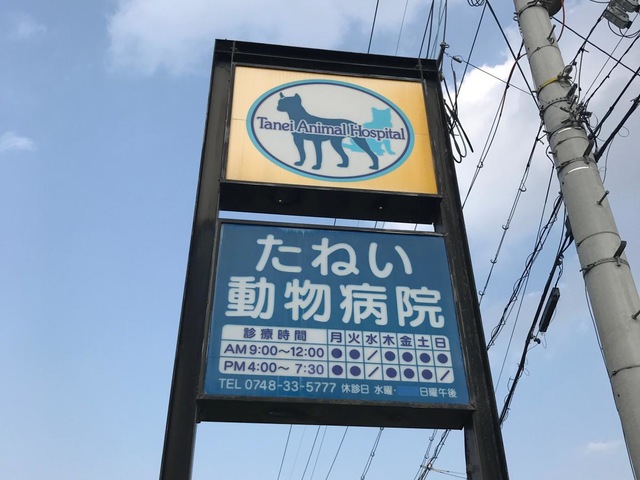 Tanei Animal Hospital
たねい
動物病院
診療時間 月火水木金土日
AM 9:00〜12:00 ●●／●●●●
PM 4:00〜 7:30 ●●／●●●／
TEL 0748-33-5777 休診日 水曜・ 日曜午後